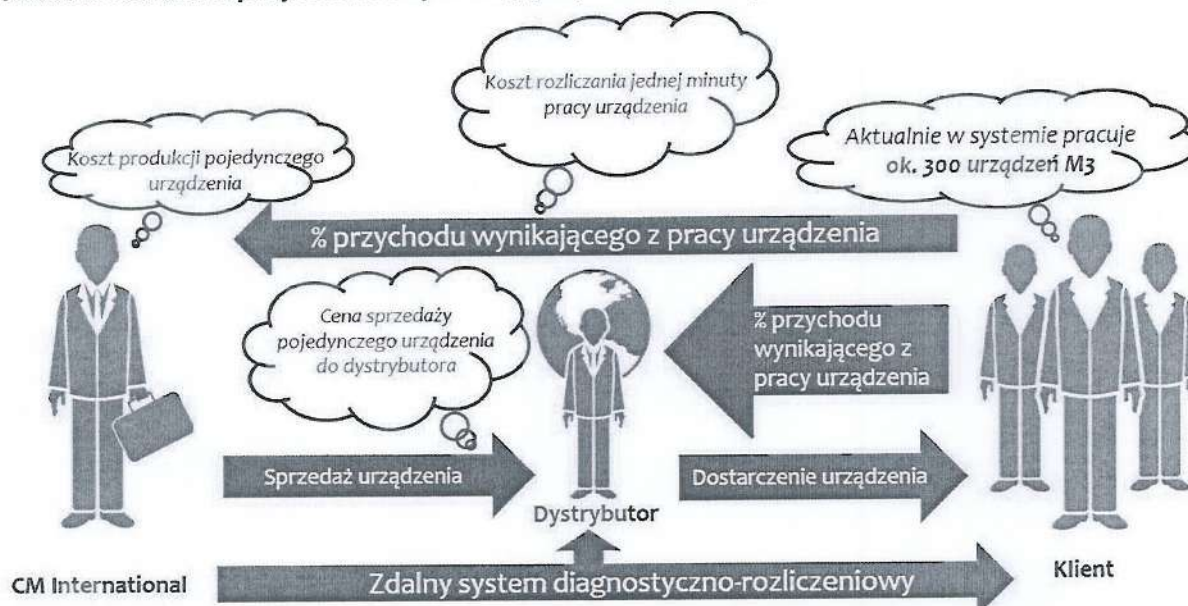 Koszt rozliczania jednej minuty
pracy urządzenia
Koszt produkcji pojedynczego
urządzenia
Aktualnie w systemie pracuje
ok. 300 urządzeń M3
% przychodu wynikającego z pracy urządzenia
Cena sprzedaży
pojedynczego urządzenia
do dystrybutora
% przychodu
wynikającego z
pracy urządzenia
Sprzedaż urządzenia
Dostarczenie urządzenia
Dystrybutor
CM International
Zdalny system diagnostyczno-rozliczeniowy
Klient